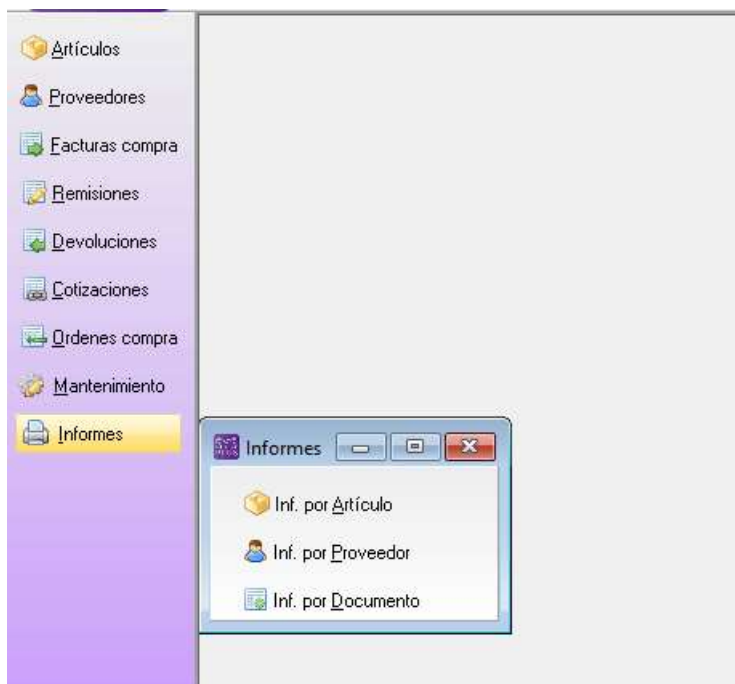 Artículos
Proveedores
Facturas compra
Remisiones
Devoluciones
Cotizaciones
Ordenes compra
Mantenimiento
Informes
Informes
Inf. por Artículo
Inf. por Proveedor
Inf. por Documento